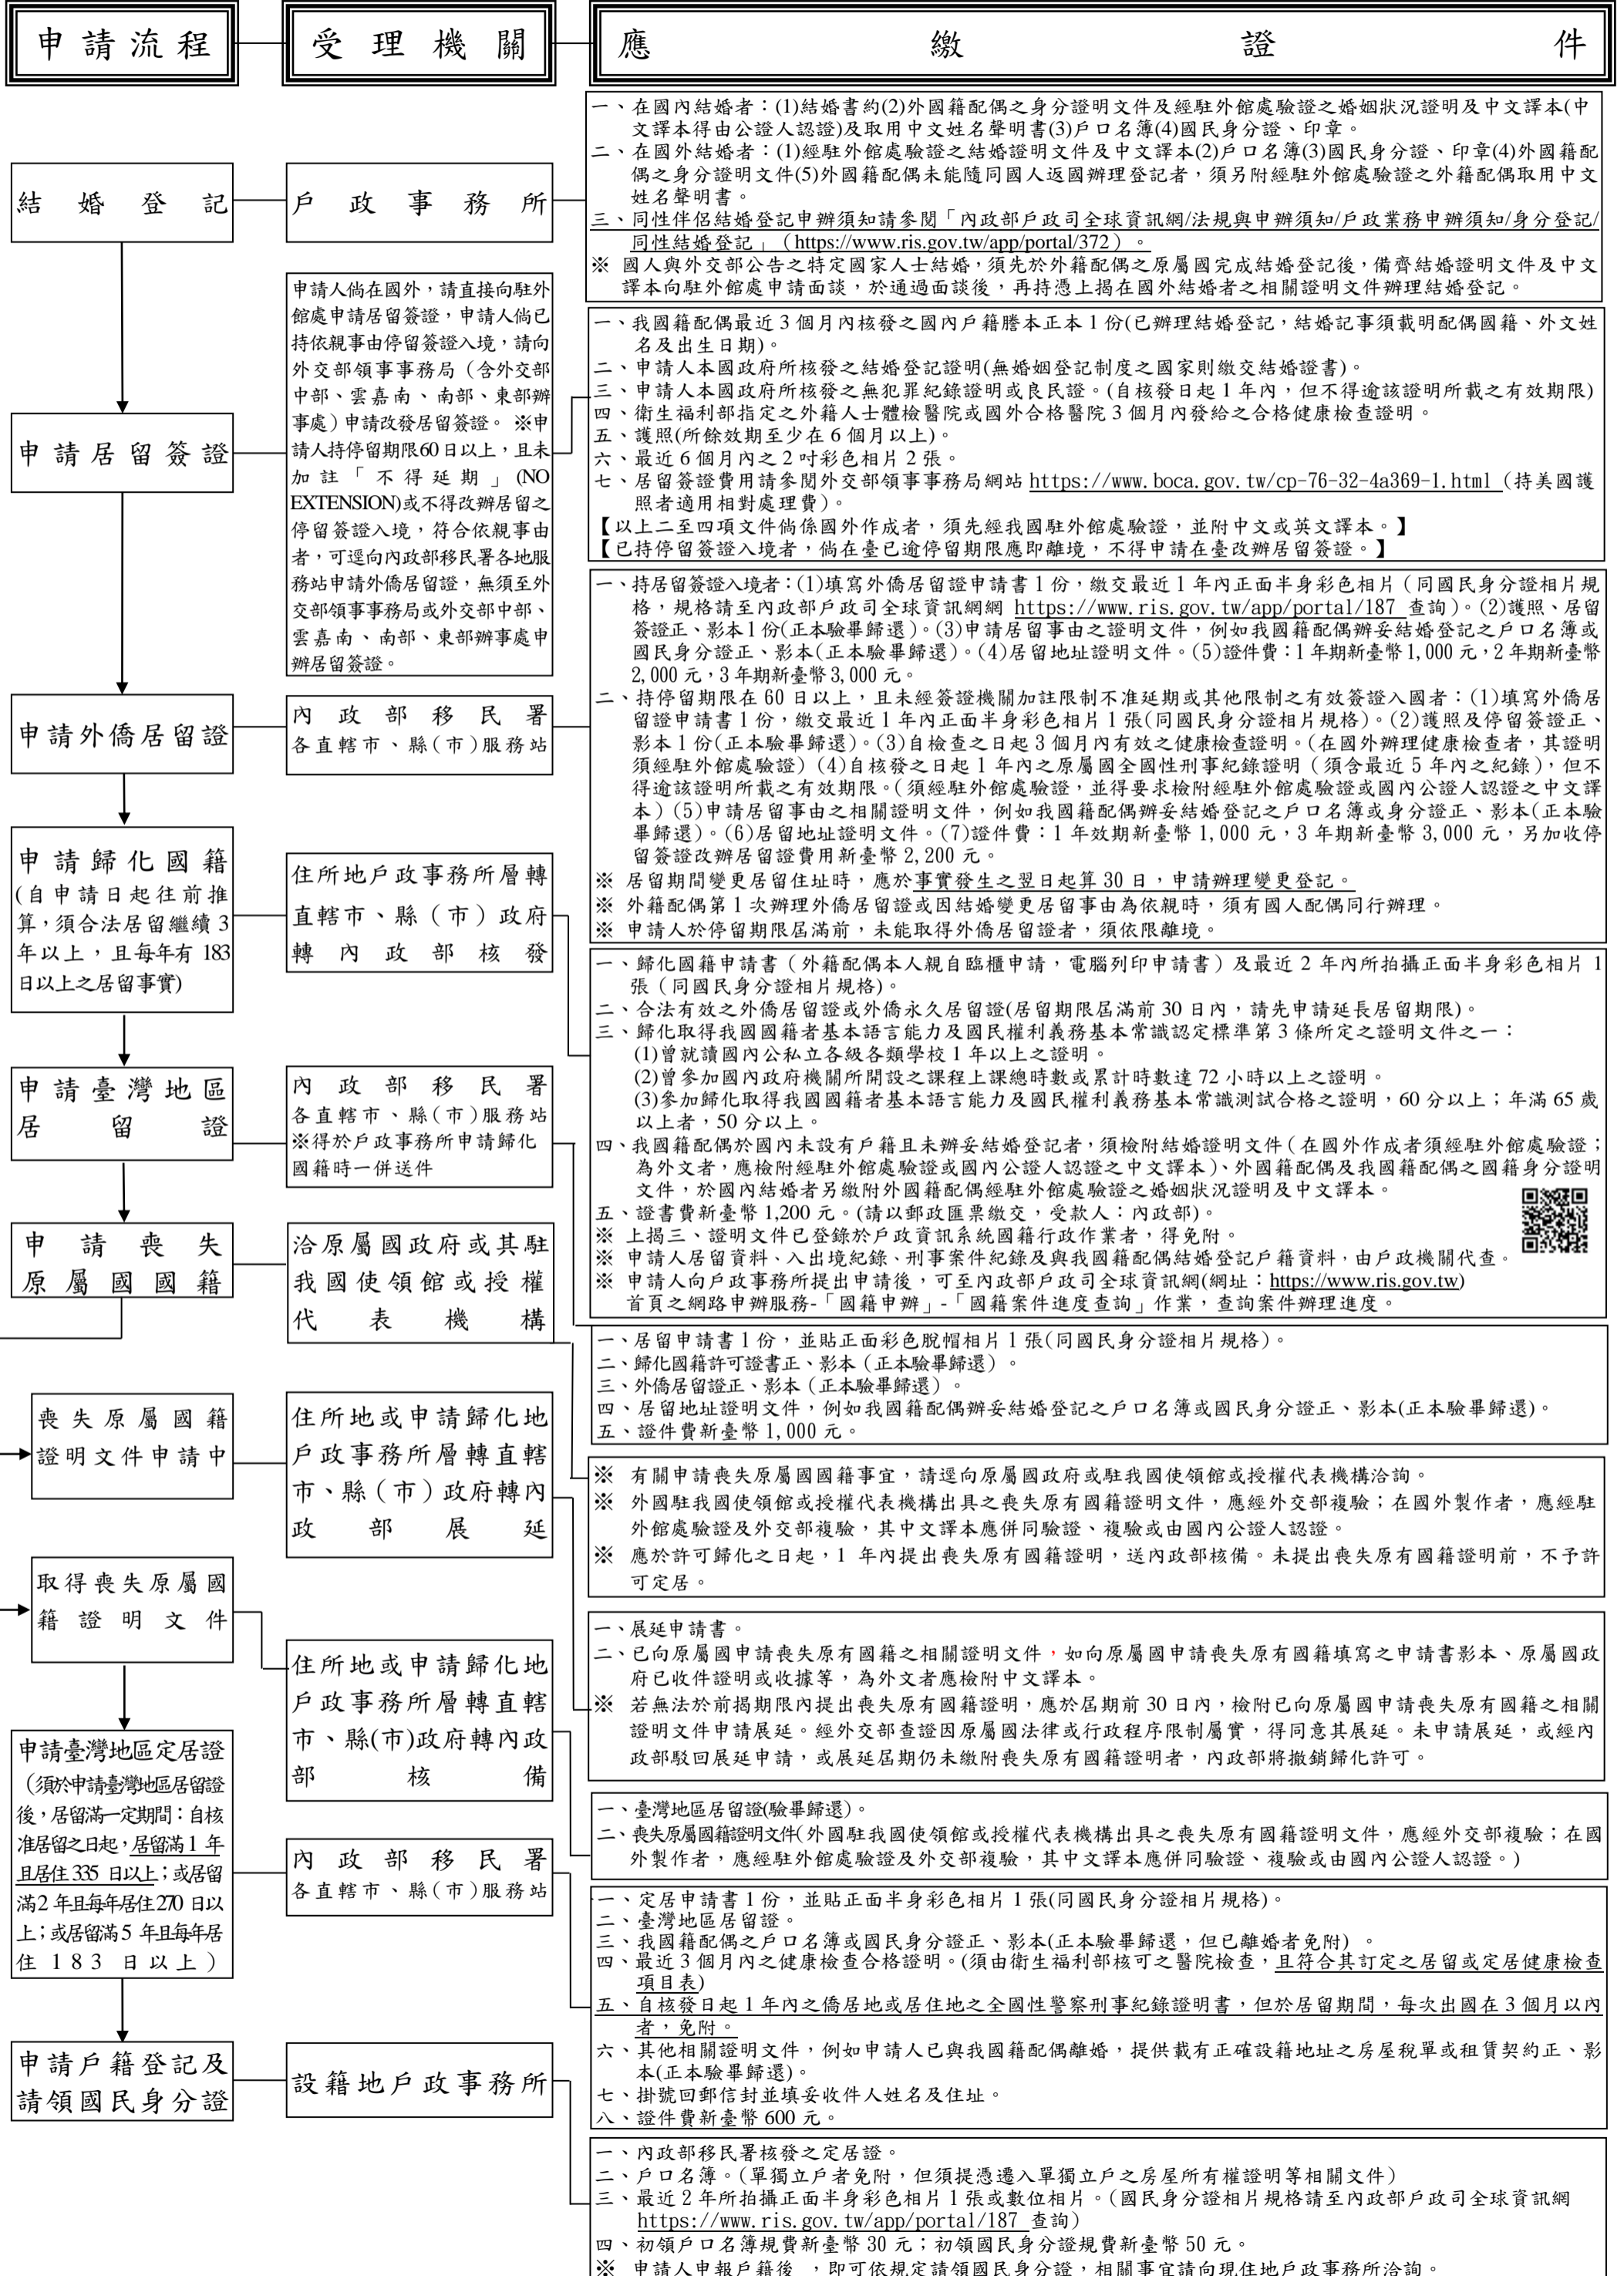 申請流程
受理機關
應繳證件
一、在國內結婚者：(1)結婚書約(2)外國籍配偶之身分證明文件及經駐外館處驗證之婚姻狀況證明及中文譯本(中
文譯本得由公證人認證)及取用中文姓名聲明書(3)戶口名簿(4)國民身分證、印章。
二、在國外結婚者：(1)經駐外館處驗證之結婚證明文件及中文譯本(2)戶口名簿(3)國民身分證、印章(4)外國籍配
偶之身分證明文件(5)外國籍配偶未能隨同國人返國辦理登記者，須另附經駐外館處驗證之外籍配偶取用中文
姓名聲明書。
三、同性伴侶結婚登記申辦須知請參閱「內政部戶政司全球資訊網/法規與申辦須知/戶政業務申辦須知/身分登記/
同性結婚登記」（https://www.ris.gov.tw/app/portal/372）。
※ 國人與外交部公告之特定國家人士結婚，須先於外籍配偶之原屬國完成結婚登記後，備齊結婚證明文件及中文
譯本向駐外館處申請面談，於通過面談後，再持憑上揭在國外結婚者之相關證明文件辦理結婚登記。
結婚登記
戶政事務所
申請人倘在國外，請直接向駐外
館處申請居留簽證，申請人倘已
持依親事由停留簽證入境，請向
外交部領事事務局（含外交部
中部、雲嘉南、南部、東部辦
事處）申請改發居留簽證。※申
請人持停留期限60日以上，且未
加註「不得延期」(NO
EXTENSION)或不得改辦居留之
停留簽證入境，符合依親事由
者，可逕向內政部移民署各地服
務站申請外僑居留證，無須至外
交部領事事務局或外交部中部、
雲嘉南、南部、東部辦事處申
辦居留簽證。
申請居留簽證
一、我國籍配偶最近 3 個月內核發之國內戶籍謄本正本 1 份(已辦理結婚登記，結婚記事須載明配偶國籍、外文姓
名及出生日期)。
二、申請人本國政府所核發之結婚登記證明(無婚姻登記制度之國家則繳交結婚證書)。
三、申請人本國政府所核發之無犯罪紀錄證明或良民證。(自核發日起 1 年內，但不得逾該證明所載之有效期限)
四、衛生福利部指定之外籍人士體檢醫院或國外合格醫院 3 個月內發給之合格健康檢查證明。
五、護照(所餘效期至少在 6 個月以上)。
六、最近 6 個月內之 2 吋彩色相片 2 張。
七、居留簽證費用請參閱外交部領事事務局網站 https://www.boca.gov.tw/cp-76-32-4a369-1.html（持美國護
照者適用相對處理費）。
【以上二至四項文件倘係國外作成者，須先經我國駐外館處驗證，並附中文或英文譯本。】
【已持停留簽證入境者，倘在臺已逾停留期限應即離境，不得申請在臺改辦居留簽證。】
申請外僑居留證
內政部移民署
各直轄市、縣(市)服務站
一、持居留簽證入境者：(1)填寫外僑居留證申請書 1 份，繳交最近 1 年內正面半身彩色相片（同國民身分證相片規
格，規格請至內政部戶政司全球資訊網網 https://www.ris.gov.tw/app/portal/187 查詢）。(2)護照、居留
簽證正、影本 1 份(正本驗畢歸還)。(3)申請居留事由之證明文件，例如我國籍配偶辦妥結婚登記之戶口名簿或
國民身分證正、影本(正本驗畢歸還)。(4)居留地址證明文件。(5)證件費：1 年期新臺幣 1,000 元，2 年期新臺幣
2,000 元，3 年期新臺幣 3,000 元。
二、持停留期限在 60 日以上，且未經簽證機關加註限制不准延期或其他限制之有效簽證入國者：(1)填寫外僑居
留證申請書 1 份，繳交最近 1 年內正面半身彩色相片 1 張(同國民身分證相片規格)。(2)護照及停留簽證正、
影本 1 份(正本驗畢歸還)。(3)自檢查之日起 3 個月內有效之健康檢查證明。(在國外辦理健康檢查者，其證明
須經駐外館處驗證）(4)自核發之日起 1 年內之原屬國全國性刑事紀錄證明（須含最近 5 年內之紀錄），但不
得逾該證明所載之有效期限。(須經駐外館處驗證，並得要求檢附經駐外館處驗證或國內公證人認證之中文譯
本）(5)申請居留事由之相關證明文件，例如我國籍配偶辦妥結婚登記之戶口名簿或身分證正、影本(正本驗
畢歸還)。(6)居留地址證明文件。(7)證件費：1 年效期新臺幣 1,000 元，3 年期新臺幣 3,000 元，另加收停
留簽證改辦居留證費用新臺幣 2,200 元。
※ 居留期間變更居留住址時，應於事實發生之翌日起算 30 日，申請辦理變更登記。
※ 外籍配偶第 1 次辦理外僑居留證或因結婚變更居留事由為依親時，須有國人配偶同行辦理。
※ 申請人於停留期限屆滿前，未能取得外僑居留證者，須依限離境。
申請歸化國籍
(自申請日起往前推
算，須合法居留繼續 3
年以上，且每年有 183
日以上之居留事實)
住所地戶政事務所層轉
直轄市、縣（市）政府
轉內政部核發
一、歸化國籍申請書（外籍配偶本人親自臨櫃申請，電腦列印申請書）及最近 2 年內所拍攝正面半身彩色相片 1
張（同國民身分證相片規格)。
二、合法有效之外僑居留證或外僑永久居留證(居留期限屆滿前 30 日內，請先申請延長居留期限)。
三、歸化取得我國國籍者基本語言能力及國民權利義務基本常識認定標準第 3 條所定之證明文件之一：
(1)曾就讀國內公私立各級各類學校 1 年以上之證明。
(2)曾參加國內政府機關所開設之課程上課總時數或累計時數達 72 小時以上之證明。
(3)參加歸化取得我國國籍者基本語言能力及國民權利義務基本常識測試合格之證明，60 分以上；年滿 65 歲
以上者，50 分以上。
四、我國籍配偶於國內未設有戶籍且未辦妥結婚登記者，須檢附結婚證明文件（在國外作成者須經駐外館處驗證；
為外文者，應檢附經駐外館處驗證或國內公證人認證之中文譯本)、外國籍配偶及我國籍配偶之國籍身分證明
文件，於國內結婚者另繳附外國籍配偶經駐外館處驗證之婚姻狀況證明及中文譯本。
五、證書費新臺幣 1,200 元。(請以郵政匯票繳交，受款人：內政部)。
※ 上揭三、證明文件已登錄於戶政資訊系統國籍行政作業者，得免附。
※ 申請人居留資料、入出境紀錄、刑事案件紀錄及與我國籍配偶結婚登記戶籍資料，由戶政機關代查。
※ 申請人向戶政事務所提出申請後，可至內政部戶政司全球資訊網(網址：https://www.ris.gov.tw)
首頁之網路申辦服務-「國籍申辦」-「國籍案件進度查詢」作業，查詢案件辦理進度。
申請臺灣地區
居留證
內政部移民署
各直轄市、縣(市)服務站
※得於戶政事務所申請歸化
國籍時一併送件
一、居留申請書 1 份，並貼正面彩色脫帽相片 1 張(同國民身分證相片規格)。
二、歸化國籍許可證書正、影本（正本驗畢歸還）。
三、外僑居留證正、影本（正本驗畢歸還）。
四、居留地址證明文件，例如我國籍配偶辦妥結婚登記之戶口名簿或國民身分證正、影本(正本驗畢歸還)。
五、證件費新臺幣 1,000 元。
申請喪失
原屬國國籍
洽原屬國政府或其駐
我國使領館或授權
代表機構
※ 有關申請喪失原屬國國籍事宜，請逕向原屬國政府或駐我國使領館或授權代表機構洽詢。
※ 外國駐我國使領館或授權代表機構出具之喪失原有國籍證明文件，應經外交部複驗；在國外製作者，應經駐
外館處驗證及外交部複驗，其中文譯本應併同驗證、複驗或由國內公證人認證。
※ 應於許可歸化之日起，1 年內提出喪失原有國籍證明，送內政部核備。未提出喪失原有國籍證明前，不予許
可定居。
喪失原屬國籍
證明文件申請中
住所地或申請歸化地
戶政事務所層轉直轄
市、縣（市）政府轉內
政部展延
一、展延申請書。
二、已向原屬國申請喪失原有國籍之相關證明文件，如向原屬國申請喪失原有國籍填寫之申請書影本、原屬國政
府已收件證明或收據等，為外文者應檢附中文譯本。
※ 若無法於前揭期限內提出喪失原有國籍證明，應於屆期前 30 日內，檢附已向原屬國申請喪失原有國籍之相關
證明文件申請展延。經外交部查證因原屬國法律或行政程序限制屬實，得同意其展延。未申請展延，或經內
政部駁回展延申請，或展延屆期仍未繳附喪失原有國籍證明者，內政部將撤銷歸化許可。
取得喪失原屬國
籍證明文件
住所地或申請歸化地
戶政事務所層轉直轄
市、縣(市)政府轉內政
部核備
一、臺灣地區居留證(驗畢歸還)。
二、喪失原屬國籍證明文件(外國駐我國使領館或授權代表機構出具之喪失原有國籍證明文件，應經外交部複驗；在國
外製作者，應經駐外館處驗證及外交部複驗，其中文譯本應併同驗證、複驗或由國內公證人認證。)
申請臺灣地區定居證
（須於申請臺灣地區居留證
後，居留滿一定期間：自核
准居留之日起，居留滿 1 年
且居住 335 日以上；或居留
滿 2 年且每年居住 270 日以
上；或居留滿 5 年且每年居
住 183 日以上）
內政部移民署
各直轄市、縣(市)服務站
一、定居申請書 1 份，並貼正面半身彩色相片 1 張(同國民身分證相片規格)。
二、臺灣地區居留證。
三、我國籍配偶之戶口名簿或國民身分證正、影本(正本驗畢歸還，但已離婚者免附)。
四、最近 3 個月內之健康檢查合格證明。(須由衛生福利部核可之醫院檢查，且符合其訂定之居留或定居健康檢查
項目表)
五、自核發日起 1 年內之僑居地或居住地之全國性警察刑事紀錄證明書，但於居留期間，每次出國在 3 個月以內
者，免附。
六、其他相關證明文件，例如申請人已與我國籍配偶離婚，提供載有正確設籍地址之房屋稅單或租賃契約正、影
本(正本驗畢歸還)。
七、掛號回郵信封並填妥收件人姓名及住址。
八、證件費新臺幣 600 元。
申請戶籍登記及
請領國民身分證
設籍地戶政事務所
一、內政部移民署核發之定居證。
二、戶口名簿。(單獨立戶者免附，但須提憑遷入單獨立戶之房屋所有權證明等相關文件)
三、最近 2 年所拍攝正面半身彩色相片 1 張或數位相片。(國民身分證相片規格請至內政部戶政司全球資訊網
https://www.ris.gov.tw/app/portal/187 查詢)
四、初領戶口名簿規費新臺幣 30 元；初領國民身分證規費新臺幣 50 元。
※ 申請人申報戶籍後 ，即可依規定請領國民身分證，相關事宜請向現住地戶政事務所洽詢。